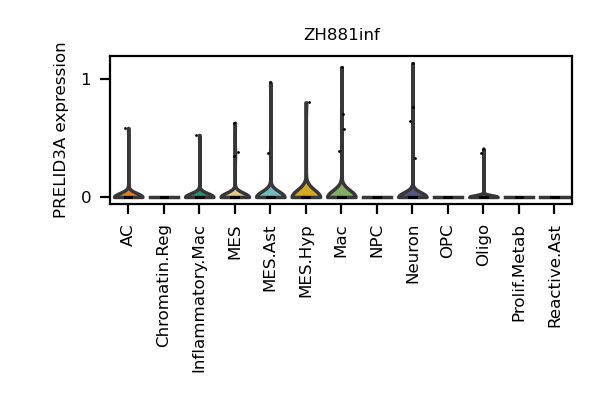 ZH881inf
PRELID3A expression
1
0
AC
Chromatin.Reg
Inflammatory.Mac
MES
MES.Ast
MES.Hyp
Mac
NPC
Neuron
OPC
Oligo
Prolif.Metab
Reactive.Ast